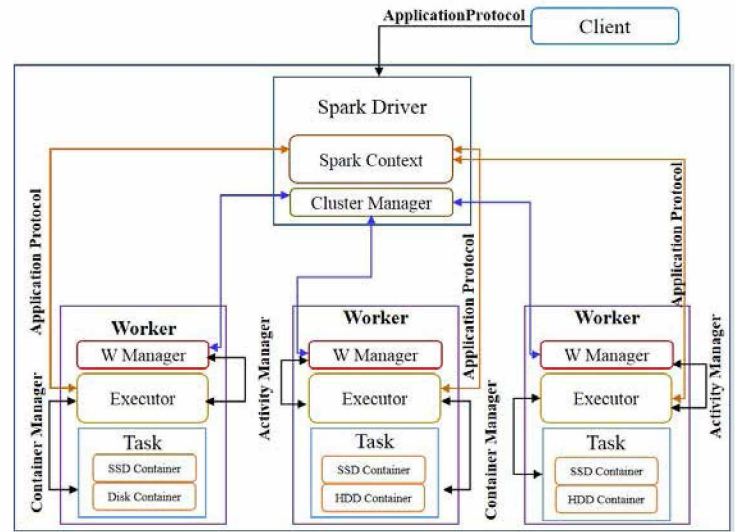 ApplicationProtocol
Client
Spark Driver
Spark Context
Cluster Manager
Application Protocol
Application Protocol
Application Protocol
Worker
W Manager
Executor
Task
SSD Container
Disk Container
Container Manager
Activity Manager
Worker
W Manager
Executor
Task
SSD Container
HDD Container
Container Manager
Worker
W Manager
Executor
Task
SSD Container
HDD Container
Activity Manager